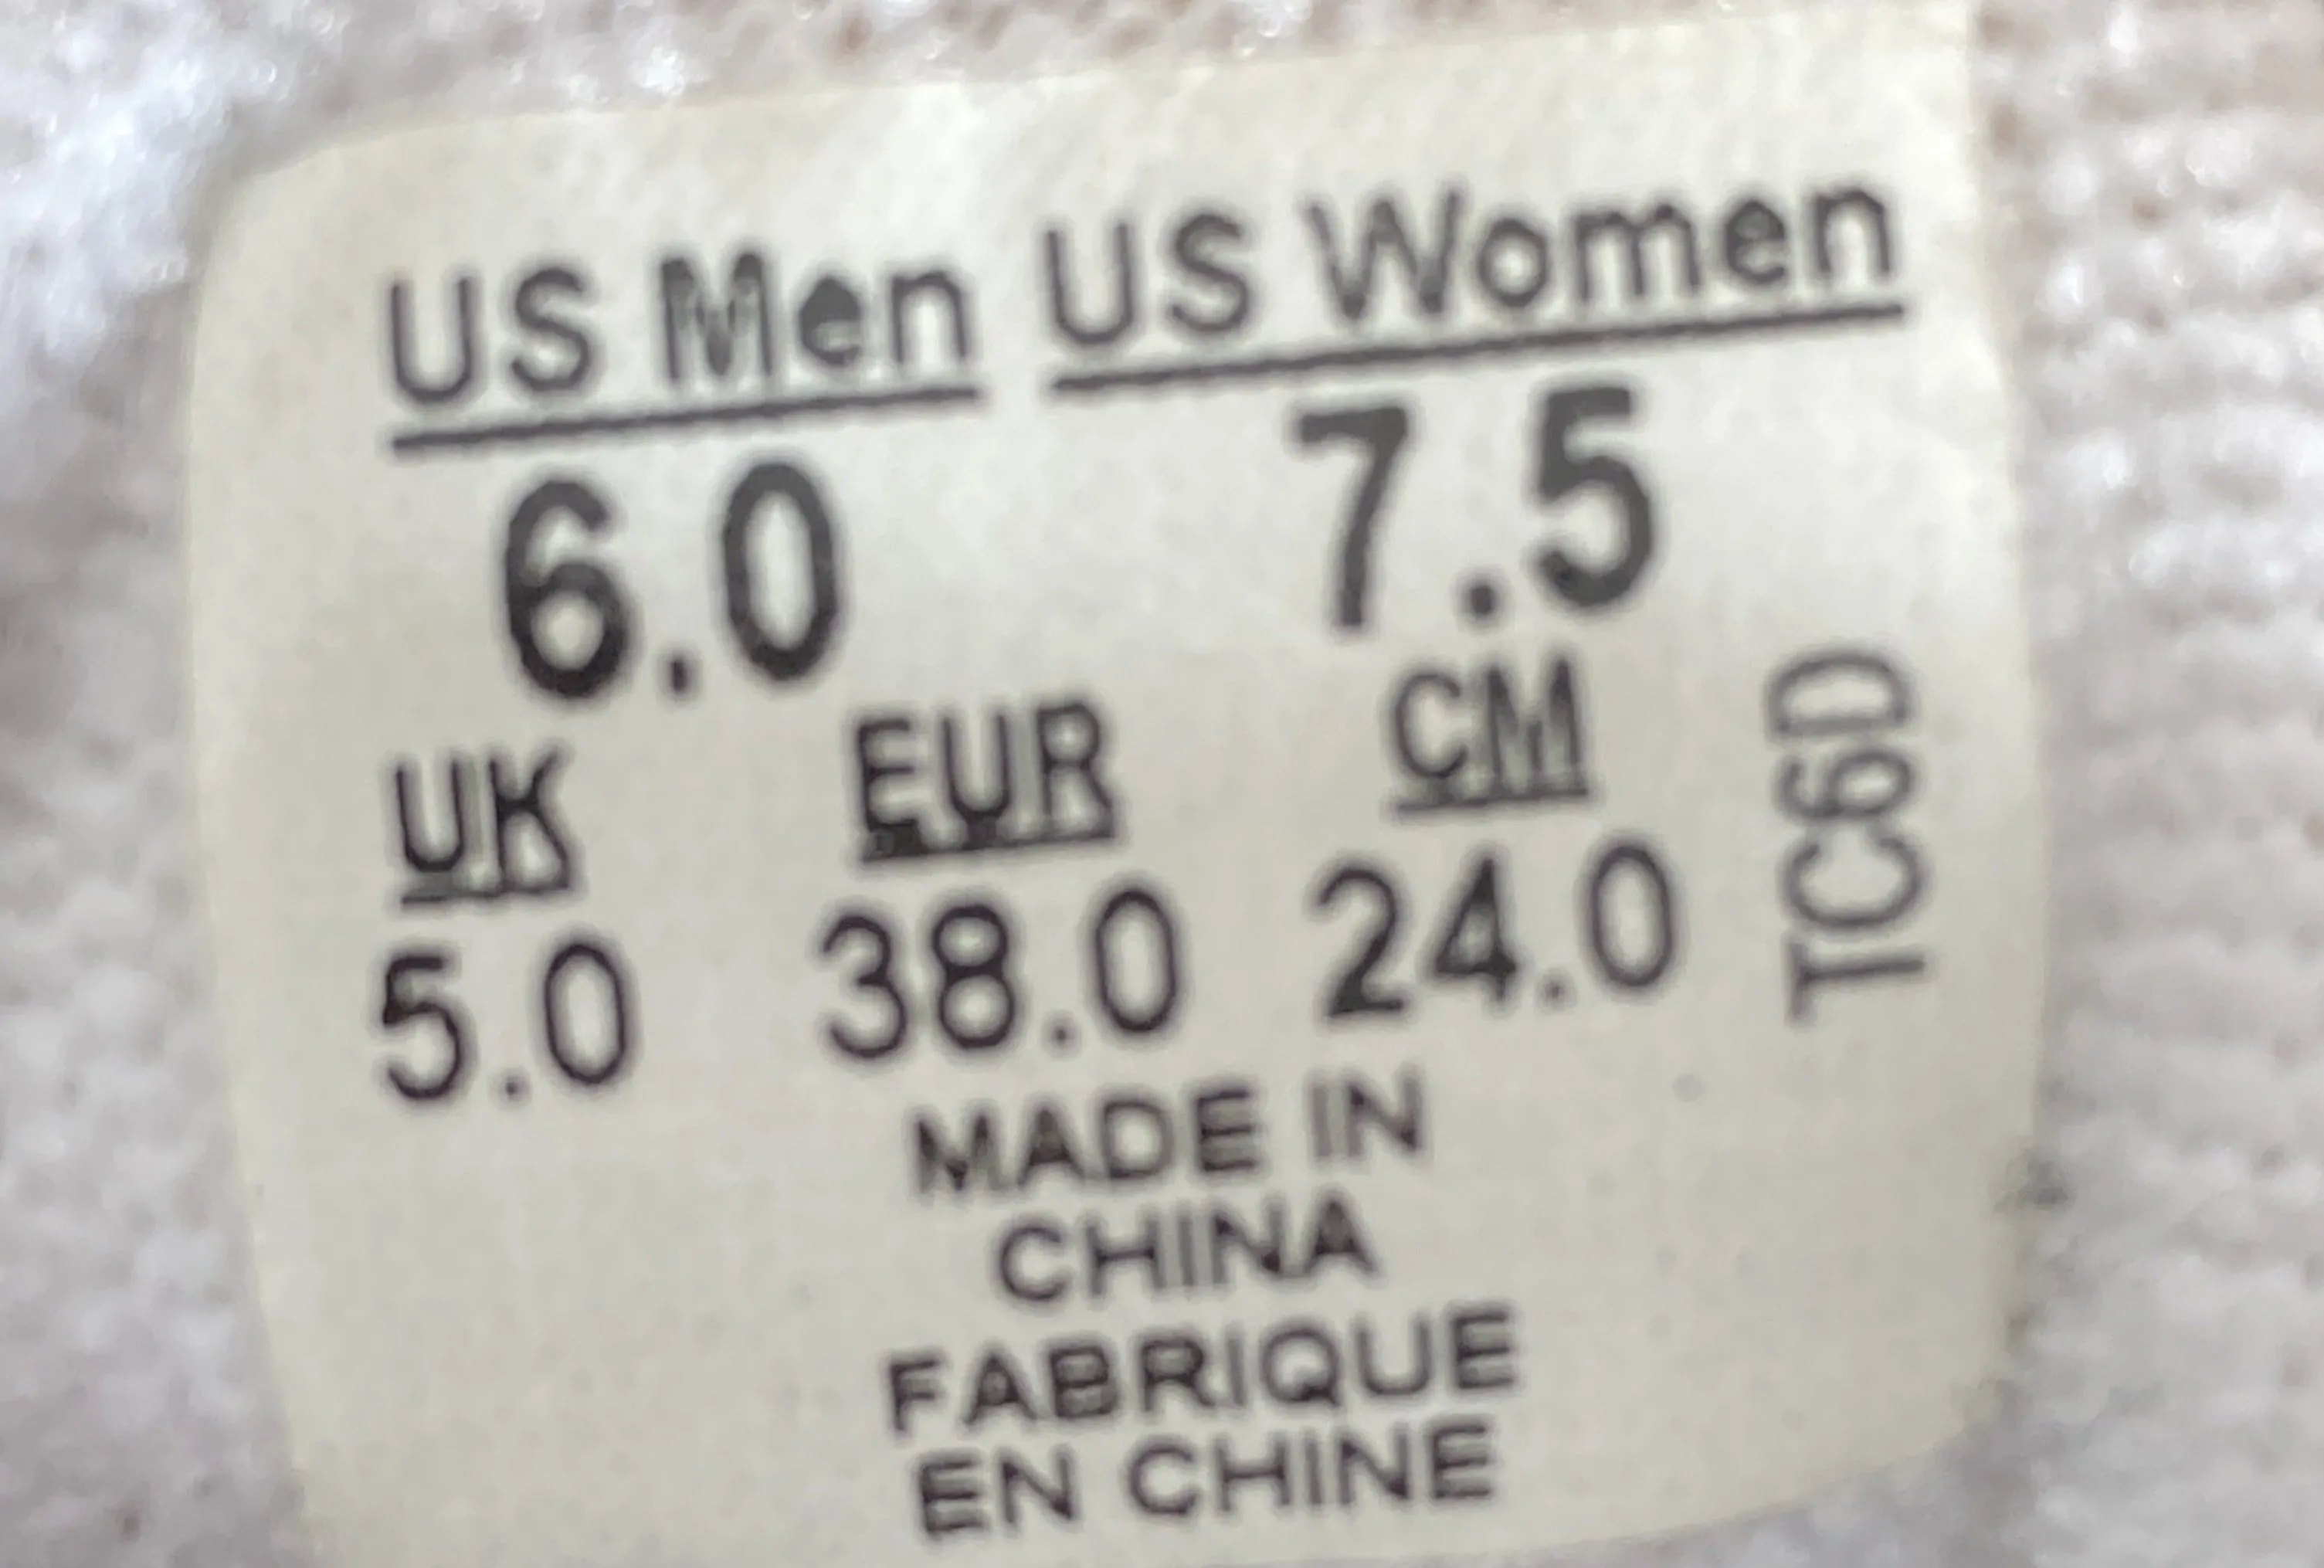 US Men US Women
6.0 7.5
UK EUR CM
5.0 38.0 24.0
TC6D
MADE IN
CHINA
FABRIQUE
EN CHINE